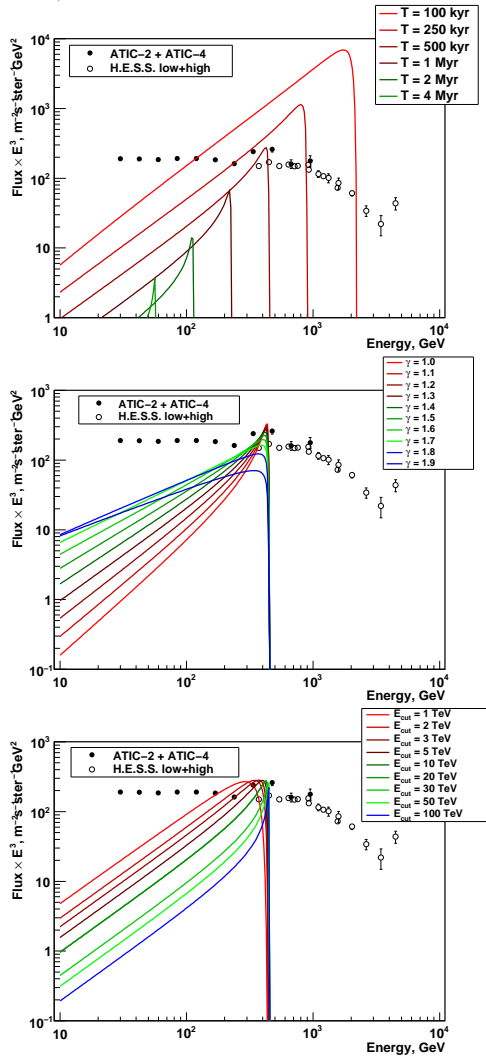 T = 100 kyr
T = 250 kyr
T = 500 kyr
T = 1 Myr
T = 2 Myr
T = 4 Myr
ATIC-2 + ATIC-4
H.E.S.S. low+high
Flux × E³, m⁻²s⁻ster⁻GeV²
10⁴
10³
10²
10
1
10 10² 10³ 10⁴
Energy, GeV
γ = 1.0
γ = 1.1
γ = 1.2
γ = 1.3
γ = 1.4
γ = 1.5
γ = 1.6
γ = 1.7
γ = 1.8
γ = 1.9
ATIC-2 + ATIC-4
H.E.S.S. low+high
Flux × E³, m⁻²s⁻ster⁻GeV²
10³
10²
10
1
10⁻¹
10 10² 10³ 10⁴
Energy, GeV
E_cut = 1 TeV
E_cut = 2 TeV
E_cut = 3 TeV
E_cut = 5 TeV
E_cut = 10 TeV
E_cut = 20 TeV
E_cut = 30 TeV
E_cut = 50 TeV
E_cut = 100 TeV
ATIC-2 + ATIC-4
H.E.S.S. low+high
Flux × E³, m⁻²s⁻ster⁻GeV²
10³
10²
10
1
10⁻¹
10 10² 10³ 10⁴
Energy, GeV